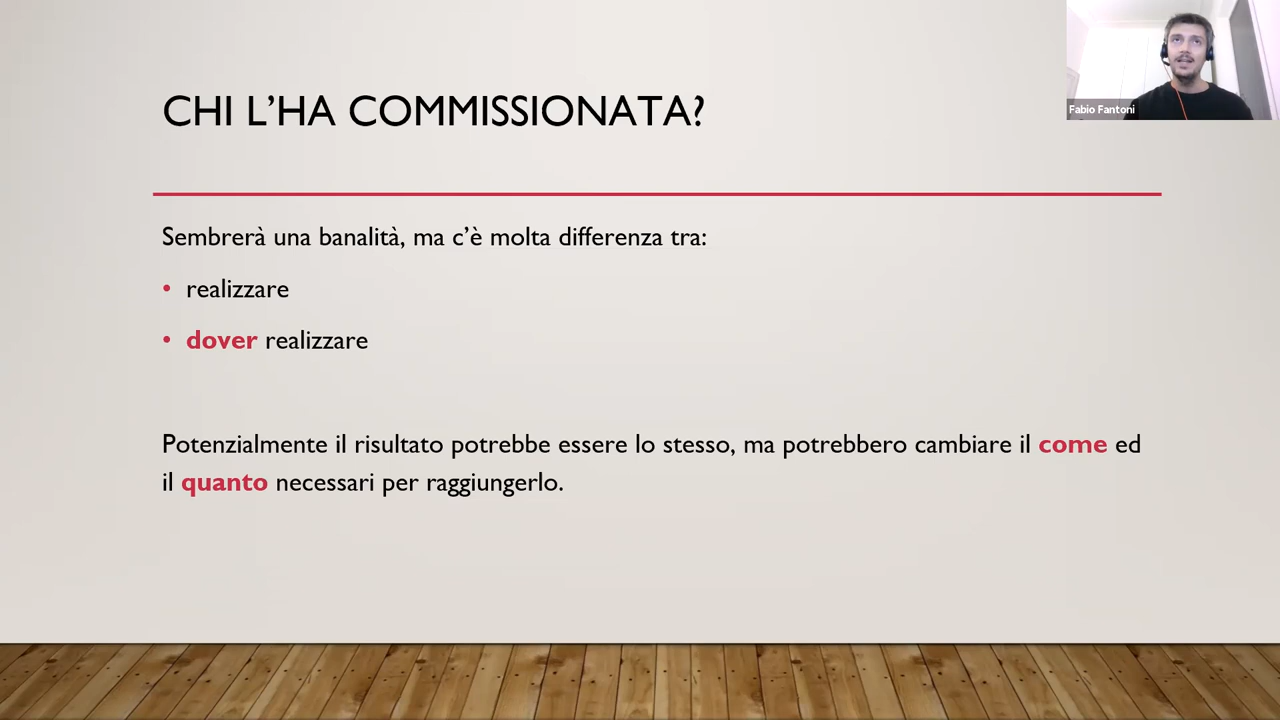 CHI L’HA COMMISSIONATA?
Fabio Fantoni
Sembrerà una banalità, ma c’è molta differenza tra:
• realizzare
• dover realizzare
Potenzialmente il risultato potrebbe essere lo stesso, ma potrebbero cambiare il come ed
il quanto necessari per raggiungerlo.